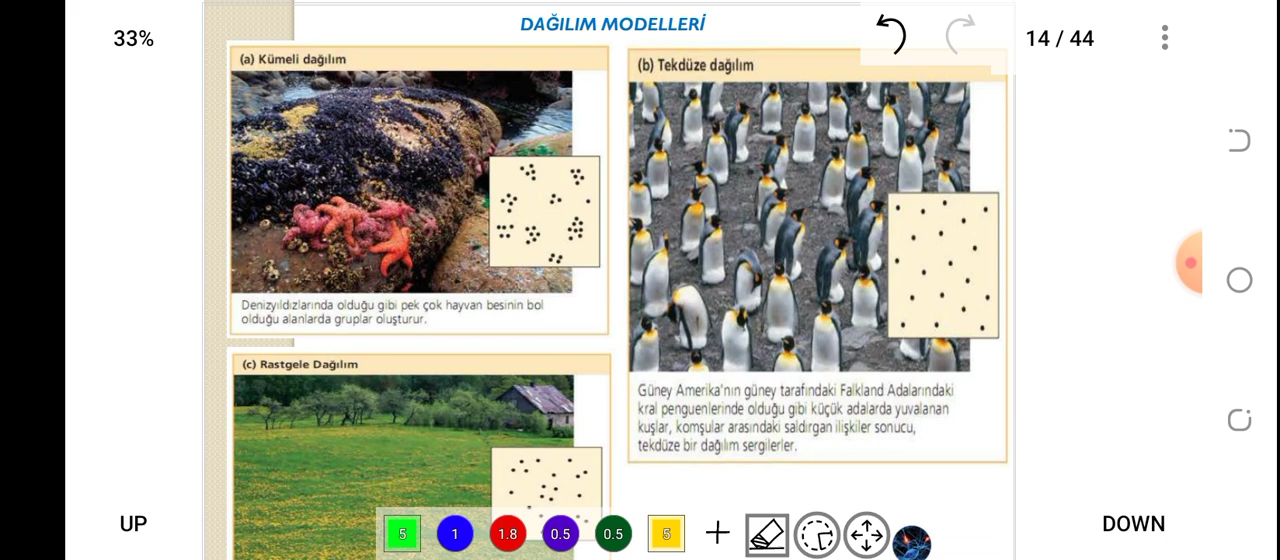 33%
DAĞILIM MODELLERİ
14 / 44
(a) Kümeli dağılım
Denizyıldızlarında olduğu gibi pek çok hayvan besinin bol
olduğu alanlarda gruplar oluşturur.
(b) Tekdüze dağılım
Güney Amerika'nın güney tarafındaki Falkland Adalarındaki
kral penguenlerinde olduğu gibi küçük adalarda yuvalanan
kuşlar, komşular arasındaki saldırgan ilişkiler sonucu,
tekdüze bir dağılım sergilerler.
(c) Rastgele Dağılım
UP
5
1
1.8
0.5
0.5
5
DOWN